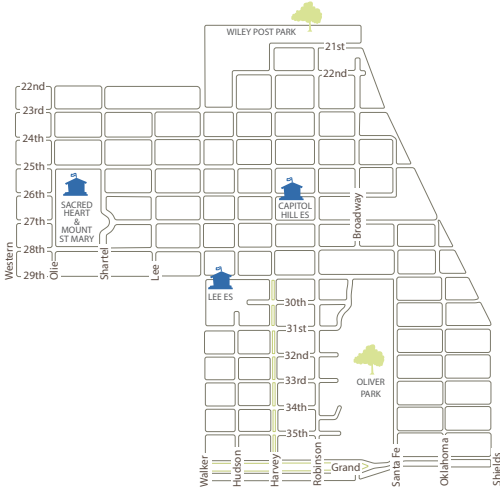 WILEY POST PARK
21st
22nd
22nd
23rd
24th
25th
26th
27th
28th
29th
SACRED
HEART
&
MOUNT
ST MARY
CAPITOL
HILL ES
Broadway
Western
Olie
Shartel
Lee
LEE ES
30th
31st
32nd
33rd
34th
35th
OLIVER
PARK
Grand
Walker
Hudson
Harvey
Robinson
Santa Fe
Oklahoma
Shields